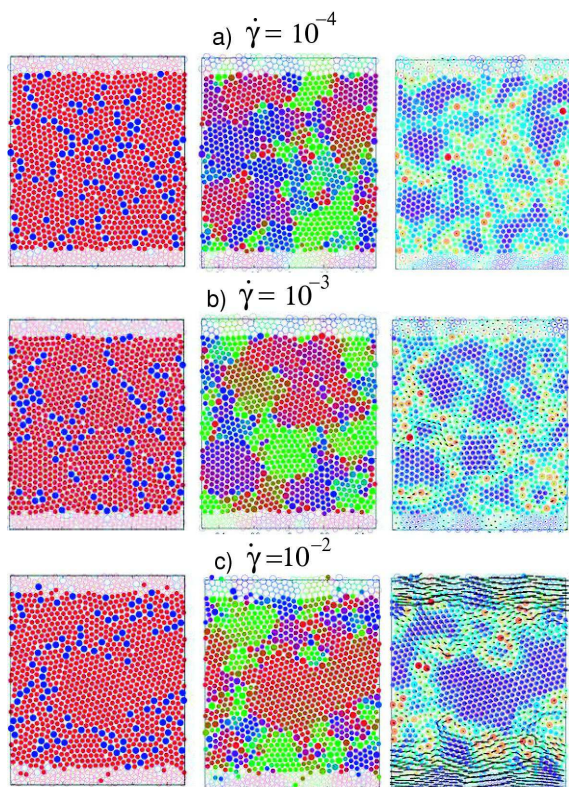 a) γ̇ = 10⁻⁴
b) γ̇ = 10⁻³
c) γ̇ = 10⁻²